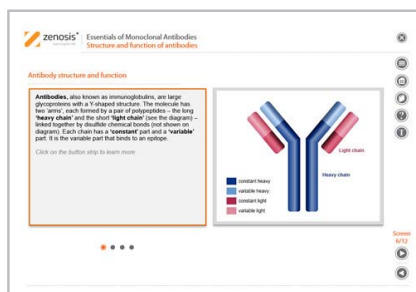 zenosis
Essentials of Monoclonal Antibodies
Structure and function of antibodies
Antibody structure and function
Antibodies, also known as immunoglobulins, are large
glycoproteins with a Y-shaped structure. The molecule has
two 'arms', each formed by a pair of polypeptides – the long
'heavy chain' and the short 'light chain' (see the diagram) –
linked together by disulfide chemical bonds (not shown on
diagram). Each chain has a 'constant' part and a 'variable'
part. It is the variable part that binds to an epitope.
Click on the button strip to learn more
Light chain
Heavy chain
constant heavy
variable heavy
constant light
variable light
Screen
6/12